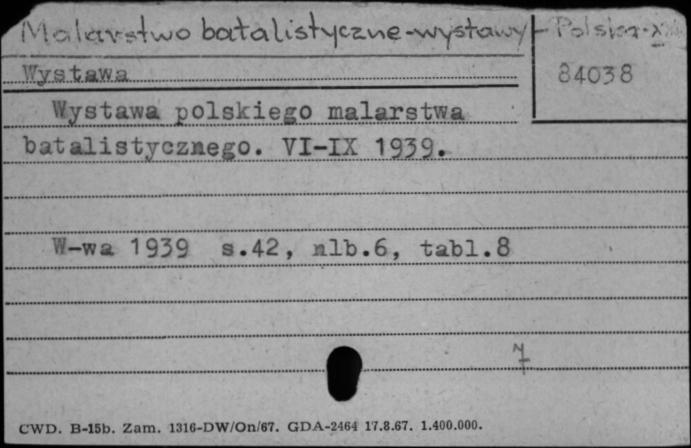 Malarstwo batalistyczne-wystawy-Polska-
84038
Wystawa
Wystawa polskiego malarstwa
batalistycznego. VI-IX 1939.
W-wa 1939 s.42, nlb.6, tabl.8
CWD. B-15b. Zam. 1316-DW/On/67. GDA-2464 17.8.67. 1.400.000.